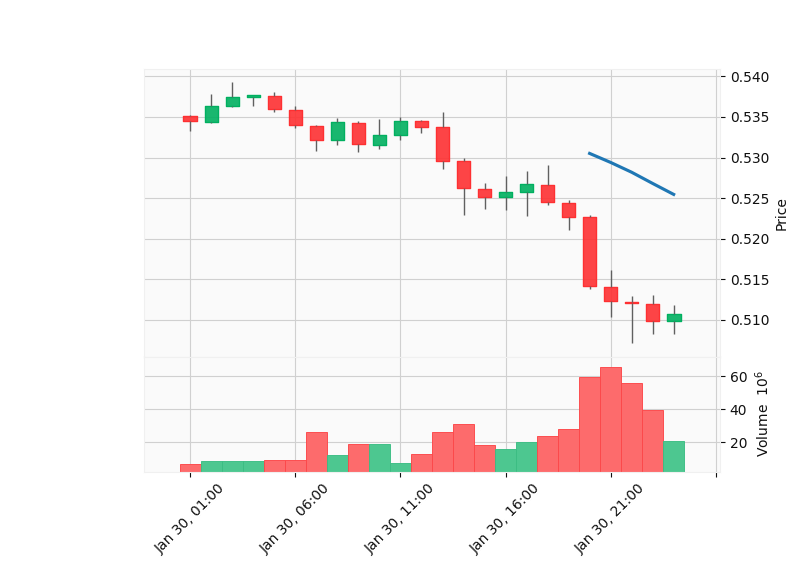 0.540
0.535
0.530
0.525
0.520
0.515
0.510
Price
60
40
20
Volume 10⁶
Jan 30, 01:00
Jan 30, 06:00
Jan 30, 11:00
Jan 30, 16:00
Jan 30, 21:00